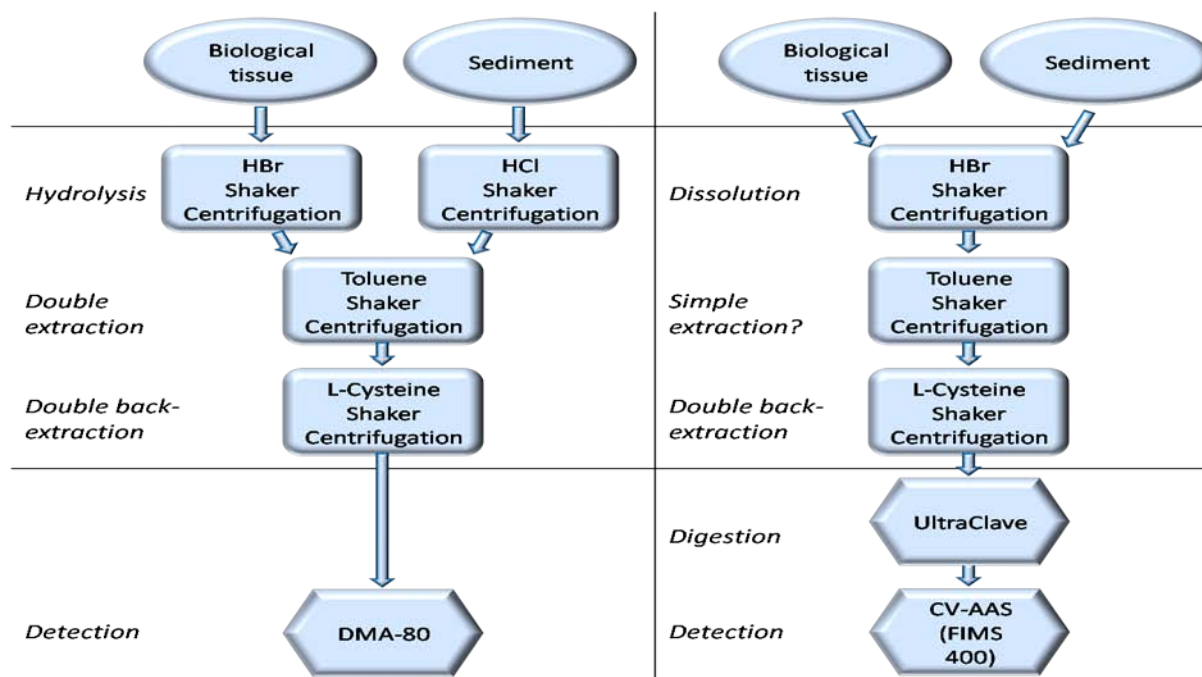 Biological
tissue
Sediment
Hydrolysis
HBr
Shaker
Centrifugation
HCl
Shaker
Centrifugation
Double
extraction
Toluene
Shaker
Centrifugation
Double back-
extraction
L-Cysteine
Shaker
Centrifugation
Detection
DMA-80
Biological
tissue
Sediment
Dissolution
HBr
Shaker
Centrifugation
Simple
extraction?
Toluene
Shaker
Centrifugation
Double back-
extraction
L-Cysteine
Shaker
Centrifugation
Digestion
UltraClave
Detection
CV-AAS
(FIMS
400)